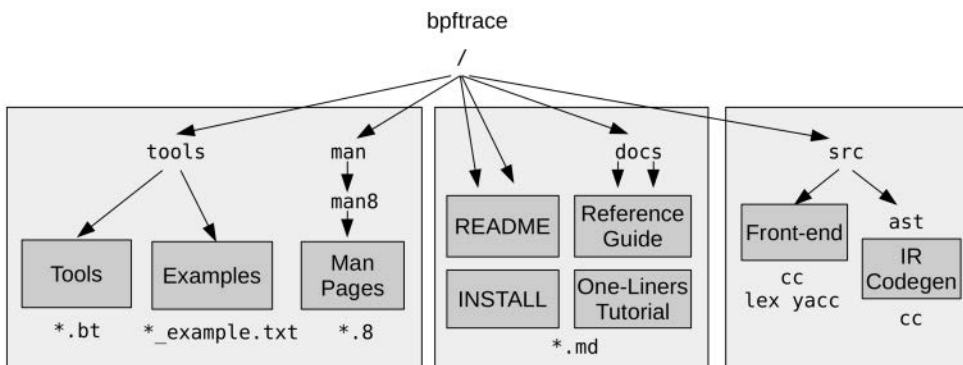 bpftrace
/
tools
man
docs
src
man8
ast
README
Reference
Guide
Front-end
Tools
Examples
Man
Pages
INSTALL
One-Liners
Tutorial
IR
Codegen
cc
lex yacc
*.bt
*_example.txt
*.8
*.md
cc